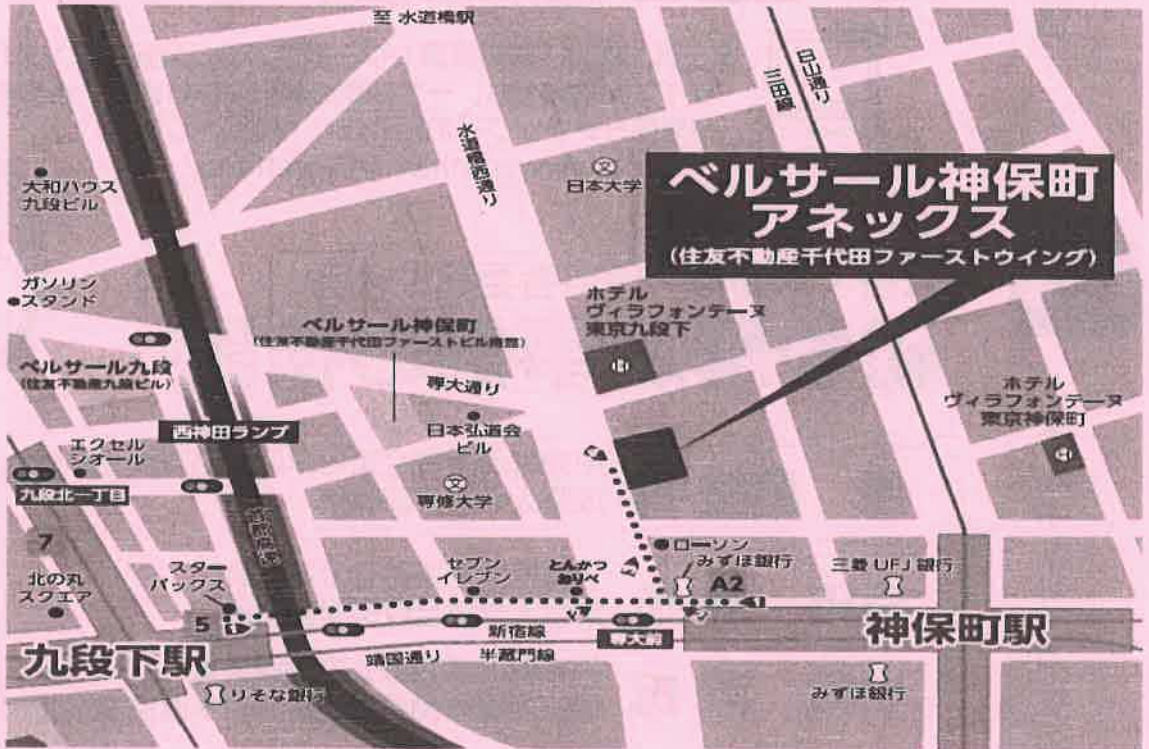 至 水道橋駅
水道橋西通り
三田線
白山通り
大和ハウス
九段ビル
日本大学
ベルサール神保町
アネックス
(住友不動産千代田ファーストウイング)
ガソリン
スタンド
ホテル
ヴィラフォンテーヌ
東京九段下
ベルサール神保町
(住友不動産千代田ファーストビル南館)
ベルサール九段
(住友不動産九段ビル)
専大通り
ホテル
ヴィラフォンテーヌ
東京神保町
西神田ランプ
日本弘道会
ビル
エクセル
シオール
九段北一丁目
専修大学
7
北の丸
スクエア
スター
バックス
セブン
イレブン
とんかつ
おりべ
ローソン
みずほ銀行
A2
三菱UFJ銀行
5
新宿線
専大前
神保町駅
九段下駅
靖国通り
半蔵門線
りそな銀行
みずほ銀行